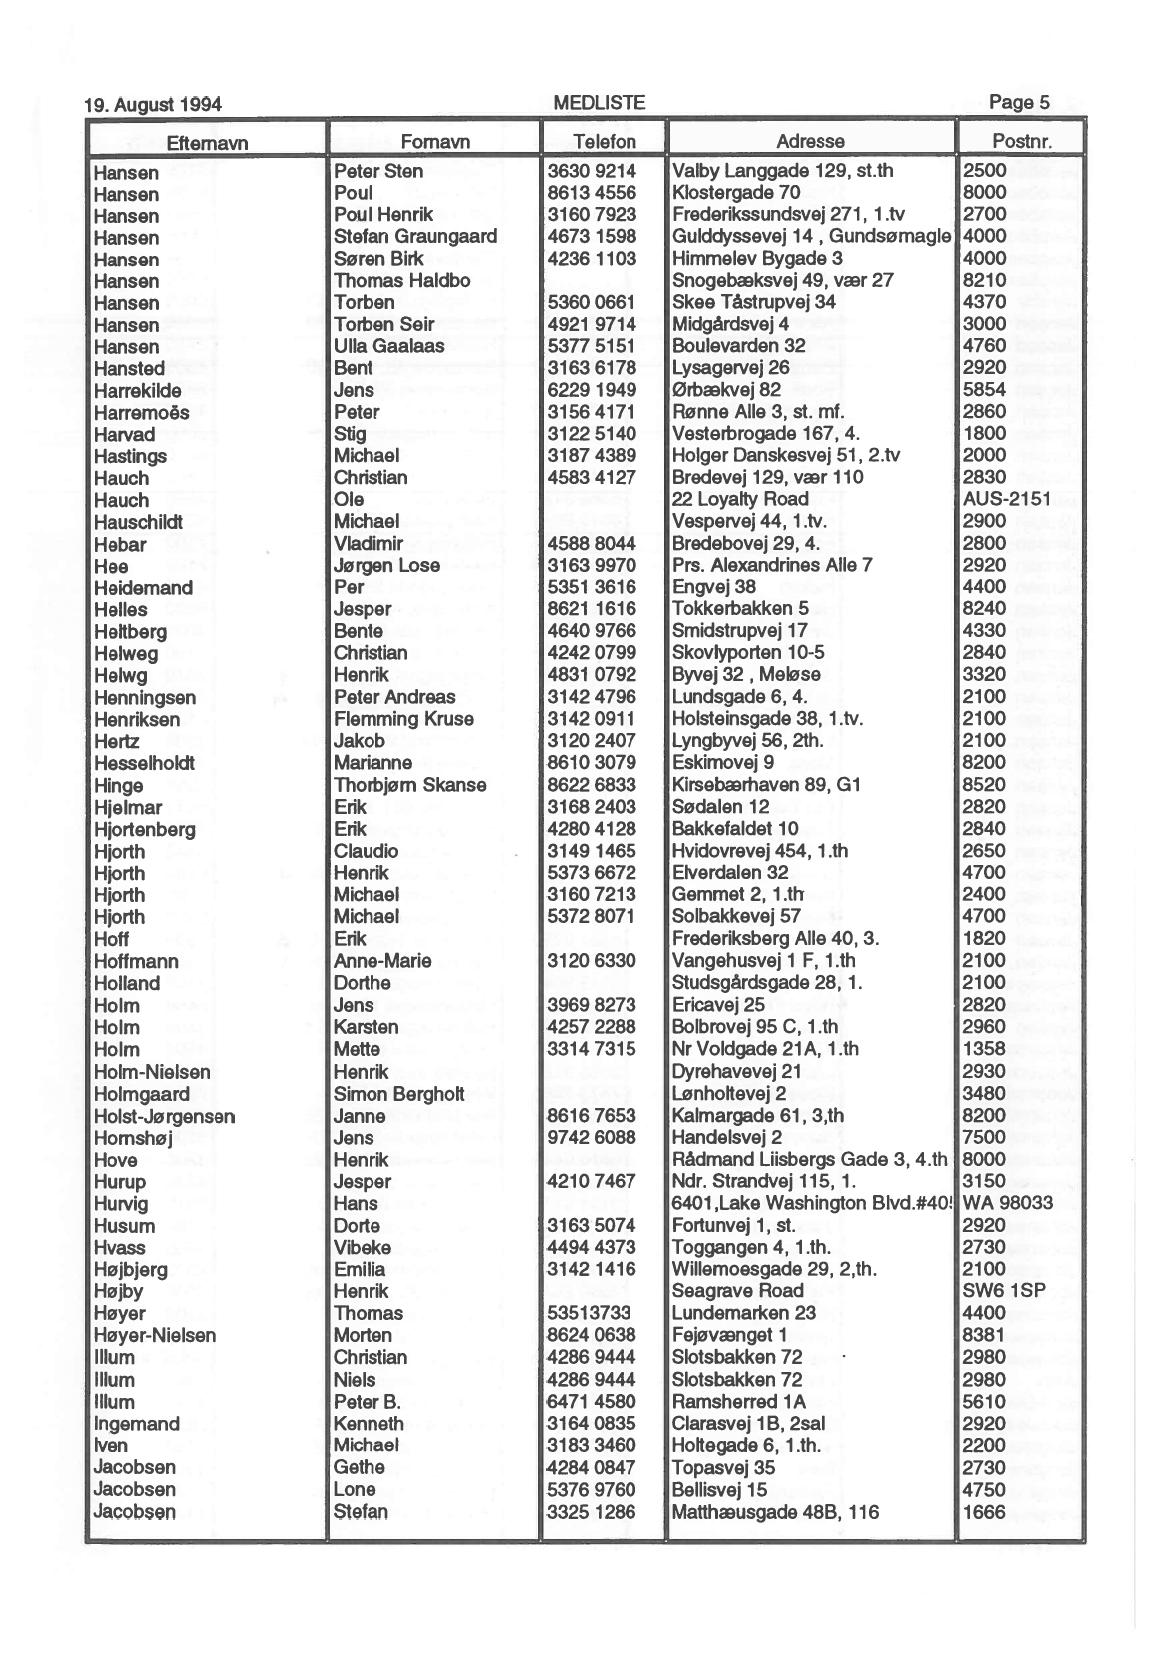 19. August 1994 MEDLISTE Page 5
Efternavn Fornavn Telefon Adresse Postnr.
Hansen Peter Sten 3630 9214 Valby Langgade 129, st.th 2500
Hansen Poul 8613 4556 Klostergade 70 8000
Hansen Poul Henrik 3160 7923 Frederikssundsvej 271, 1.tv 2700
Hansen Stefan Graungaard 4673 1598 Gulddyssevej 14 , Gundsømagle 4000
Hansen Søren Birk 4236 1103 Himmelev Bygade 3 4000
Hansen Thomas Haldbo Snogebæksvej 49, vær 27 8210
Hansen Torben 5360 0661 Skee Tåstrupvej 34 4370
Hansen Torben Seir 4921 9714 Midgårdsvej 4 3000
Hansen Ulla Gaalaas 5377 5151 Boulevarden 32 4760
Hansted Bent 3163 6178 Lysagervej 26 2920
Harrekilde Jens 6229 1949 Ørbækvej 82 5854
Harremoës Peter 3156 4171 Rønne Alle 3, st. mf. 2860
Harvad Stig 3122 5140 Vesterbrogade 167, 4. 1800
Hastings Michael 3187 4389 Holger Danskesvej 51, 2.tv 2000
Hauch Christian 4583 4127 Bredevej 129, vær 110 2830
Hauch Ole 22 Loyalty Road AUS-2151
Hauschildt Michael Vespervej 44, 1.tv. 2900
Hebar Vladimir 4588 8044 Bredebovej 29, 4. 2800
Hee Jørgen Lose 3163 9970 Prs. Alexandrines Alle 7 2920
Heidemand Per 5351 3616 Engvej 38 4400
Helles Jesper 8621 1616 Tokkerbakken 5 8240
Heltberg Bente 4640 9766 Smidstrupvej 17 4330
Helweg Christian 4242 0799 Skovlyporten 10-5 2840
Helwg Henrik 4831 0792 Byvej 32 , Meløse 3320
Henningsen Peter Andreas 3142 4796 Lundsgade 6, 4. 2100
Henriksen Flemming Kruse 3142 0911 Holsteinsgade 38, 1.tv. 2100
Hertz Jakob 3120 2407 Lyngbyvej 56, 2th. 2100
Hesselholdt Marianne 8610 3079 Eskimovej 9 8200
Hinge Thorbjørn Skanse 8622 6833 Kirsebærhaven 89, G1 8520
Hjelmar Erik 3168 2403 Sødalen 12 2820
Hjortenberg Erik 4280 4128 Bakkefaldet 10 2840
Hjorth Claudio 3149 1465 Hvidovrevej 454, 1.th 2650
Hjorth Henrik 5373 6672 Elverdalen 32 4700
Hjorth Michael 3160 7213 Gemmet 2, 1.th 2400
Hjorth Michael 5372 8071 Solbakkevej 57 4700
Hoff Erik Frederiksberg Alle 40, 3. 1820
Hoffmann Anne-Marie 3120 6330 Vangehusvej 1 F, 1.th 2100
Holland Dorthe Studsgårdsgade 28, 1. 2100
Holm Jens 3969 8273 Ericavej 25 2820
Holm Karsten 4257 2288 Bolbrovej 95 C, 1.th 2960
Holm Mette 3314 7315 Nr Voldgade 21A, 1.th 1358
Holm-Nielsen Henrik Dyrehavevej 21 2930
Holmgaard Simon Bergholt Lønholtevej 2 3480
Holst-Jørgensen Janne 8616 7653 Kalmargade 61, 3,th 8200
Hornshøj Jens 9742 6088 Handelsvej 2 7500
Hove Henrik Rådmand Liisbergs Gade 3, 4.th 8000
Hurup Jesper 4210 7467 Ndr. Strandvej 115, 1. 3150
Hurvig Hans 6401,Lake Washington Blvd.#40 WA 98033
Husum Dorte 3163 5074 Fortunvej 1, st. 2920
Hvass Vibeke 4494 4373 Toggangen 4, 1.th. 2730
Højbjerg Emilia 3142 1416 Willemoesgade 29, 2,th. 2100
Højby Henrik Seagrave Road SW6 1SP
Høyer Thomas 53513733 Lundemarken 23 4400
Høyer-Nielsen Morten 8624 0638 Fejøvænget 1 8381
Illum Christian 4286 9444 Slotsbakken 72 2980
Illum Niels 4286 9444 Slotsbakken 72 2980
Illum Peter B. 6471 4580 Ramsherred 1A 5610
Ingemand Kenneth 3164 0835 Clarasvej 1B, 2sal 2920
Iven Michael 3183 3460 Holtegade 6, 1.th. 2200
Jacobsen Gethe 4284 0847 Topasvej 35 2730
Jacobsen Lone 5376 9760 Bellisvej 15 4750
Jacobsen Stefan 3325 1286 Matthæusgade 48B, 116 1666